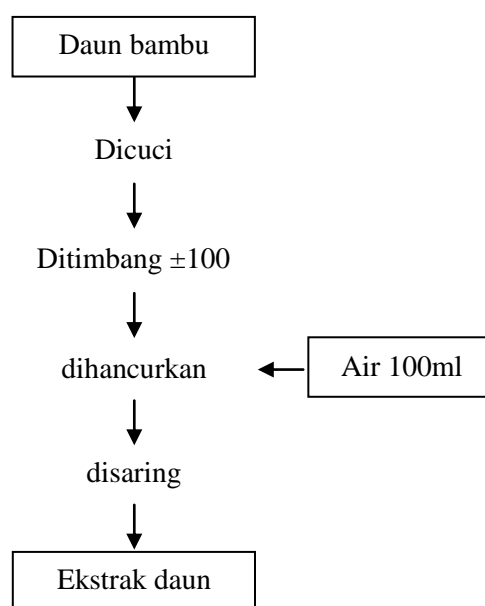 Daun bambu
Dicuci
Ditimbang ±100
dihancurkan
Air 100ml
disaring
Ekstrak daun